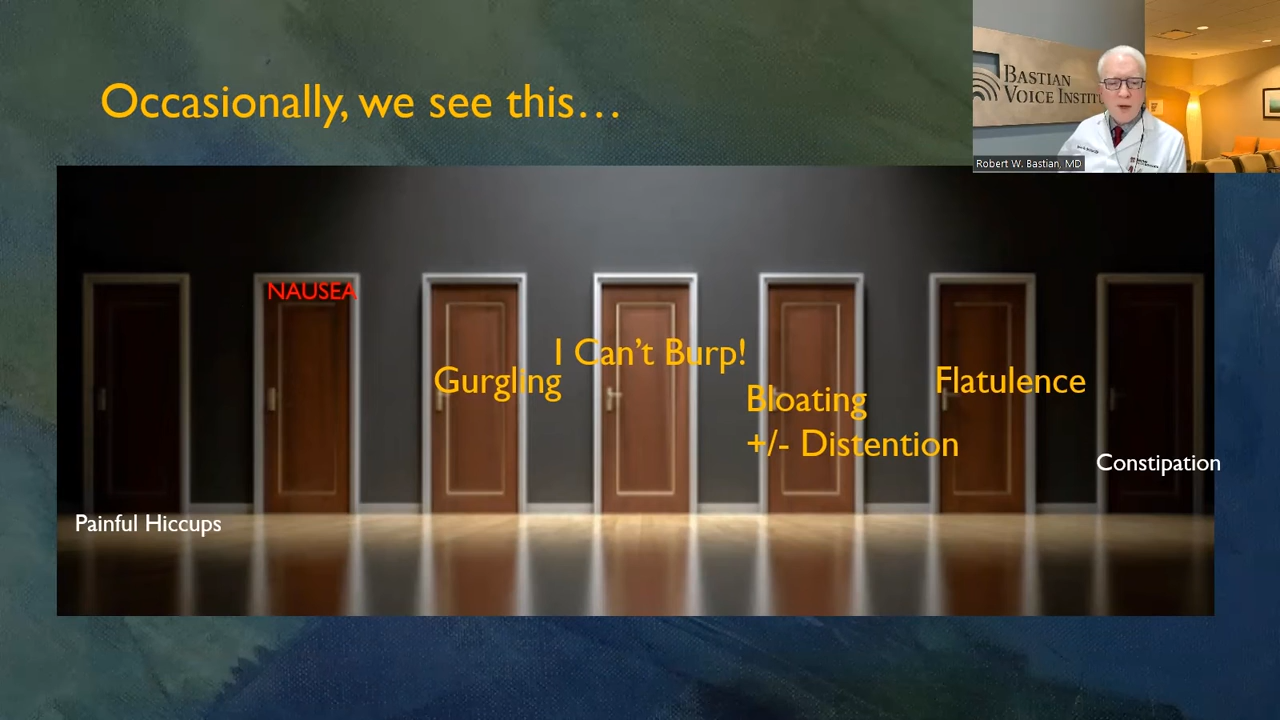 Occasionally, we see this…
BASTIAN
VOICE INSTIT
Robert W. Bastian, MD
NAUSEA
I Can't Burp!
Gurgling
Flatulence
Bloating
+/- Distention
Constipation
Painful Hiccups